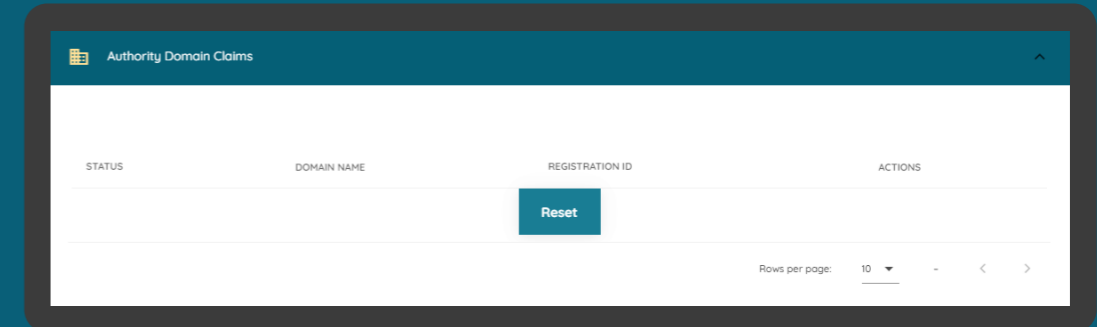 Authority Domain Claims
STATUS DOMAIN NAME REGISTRATION ID ACTIONS
Reset
Rows per page: 10 -